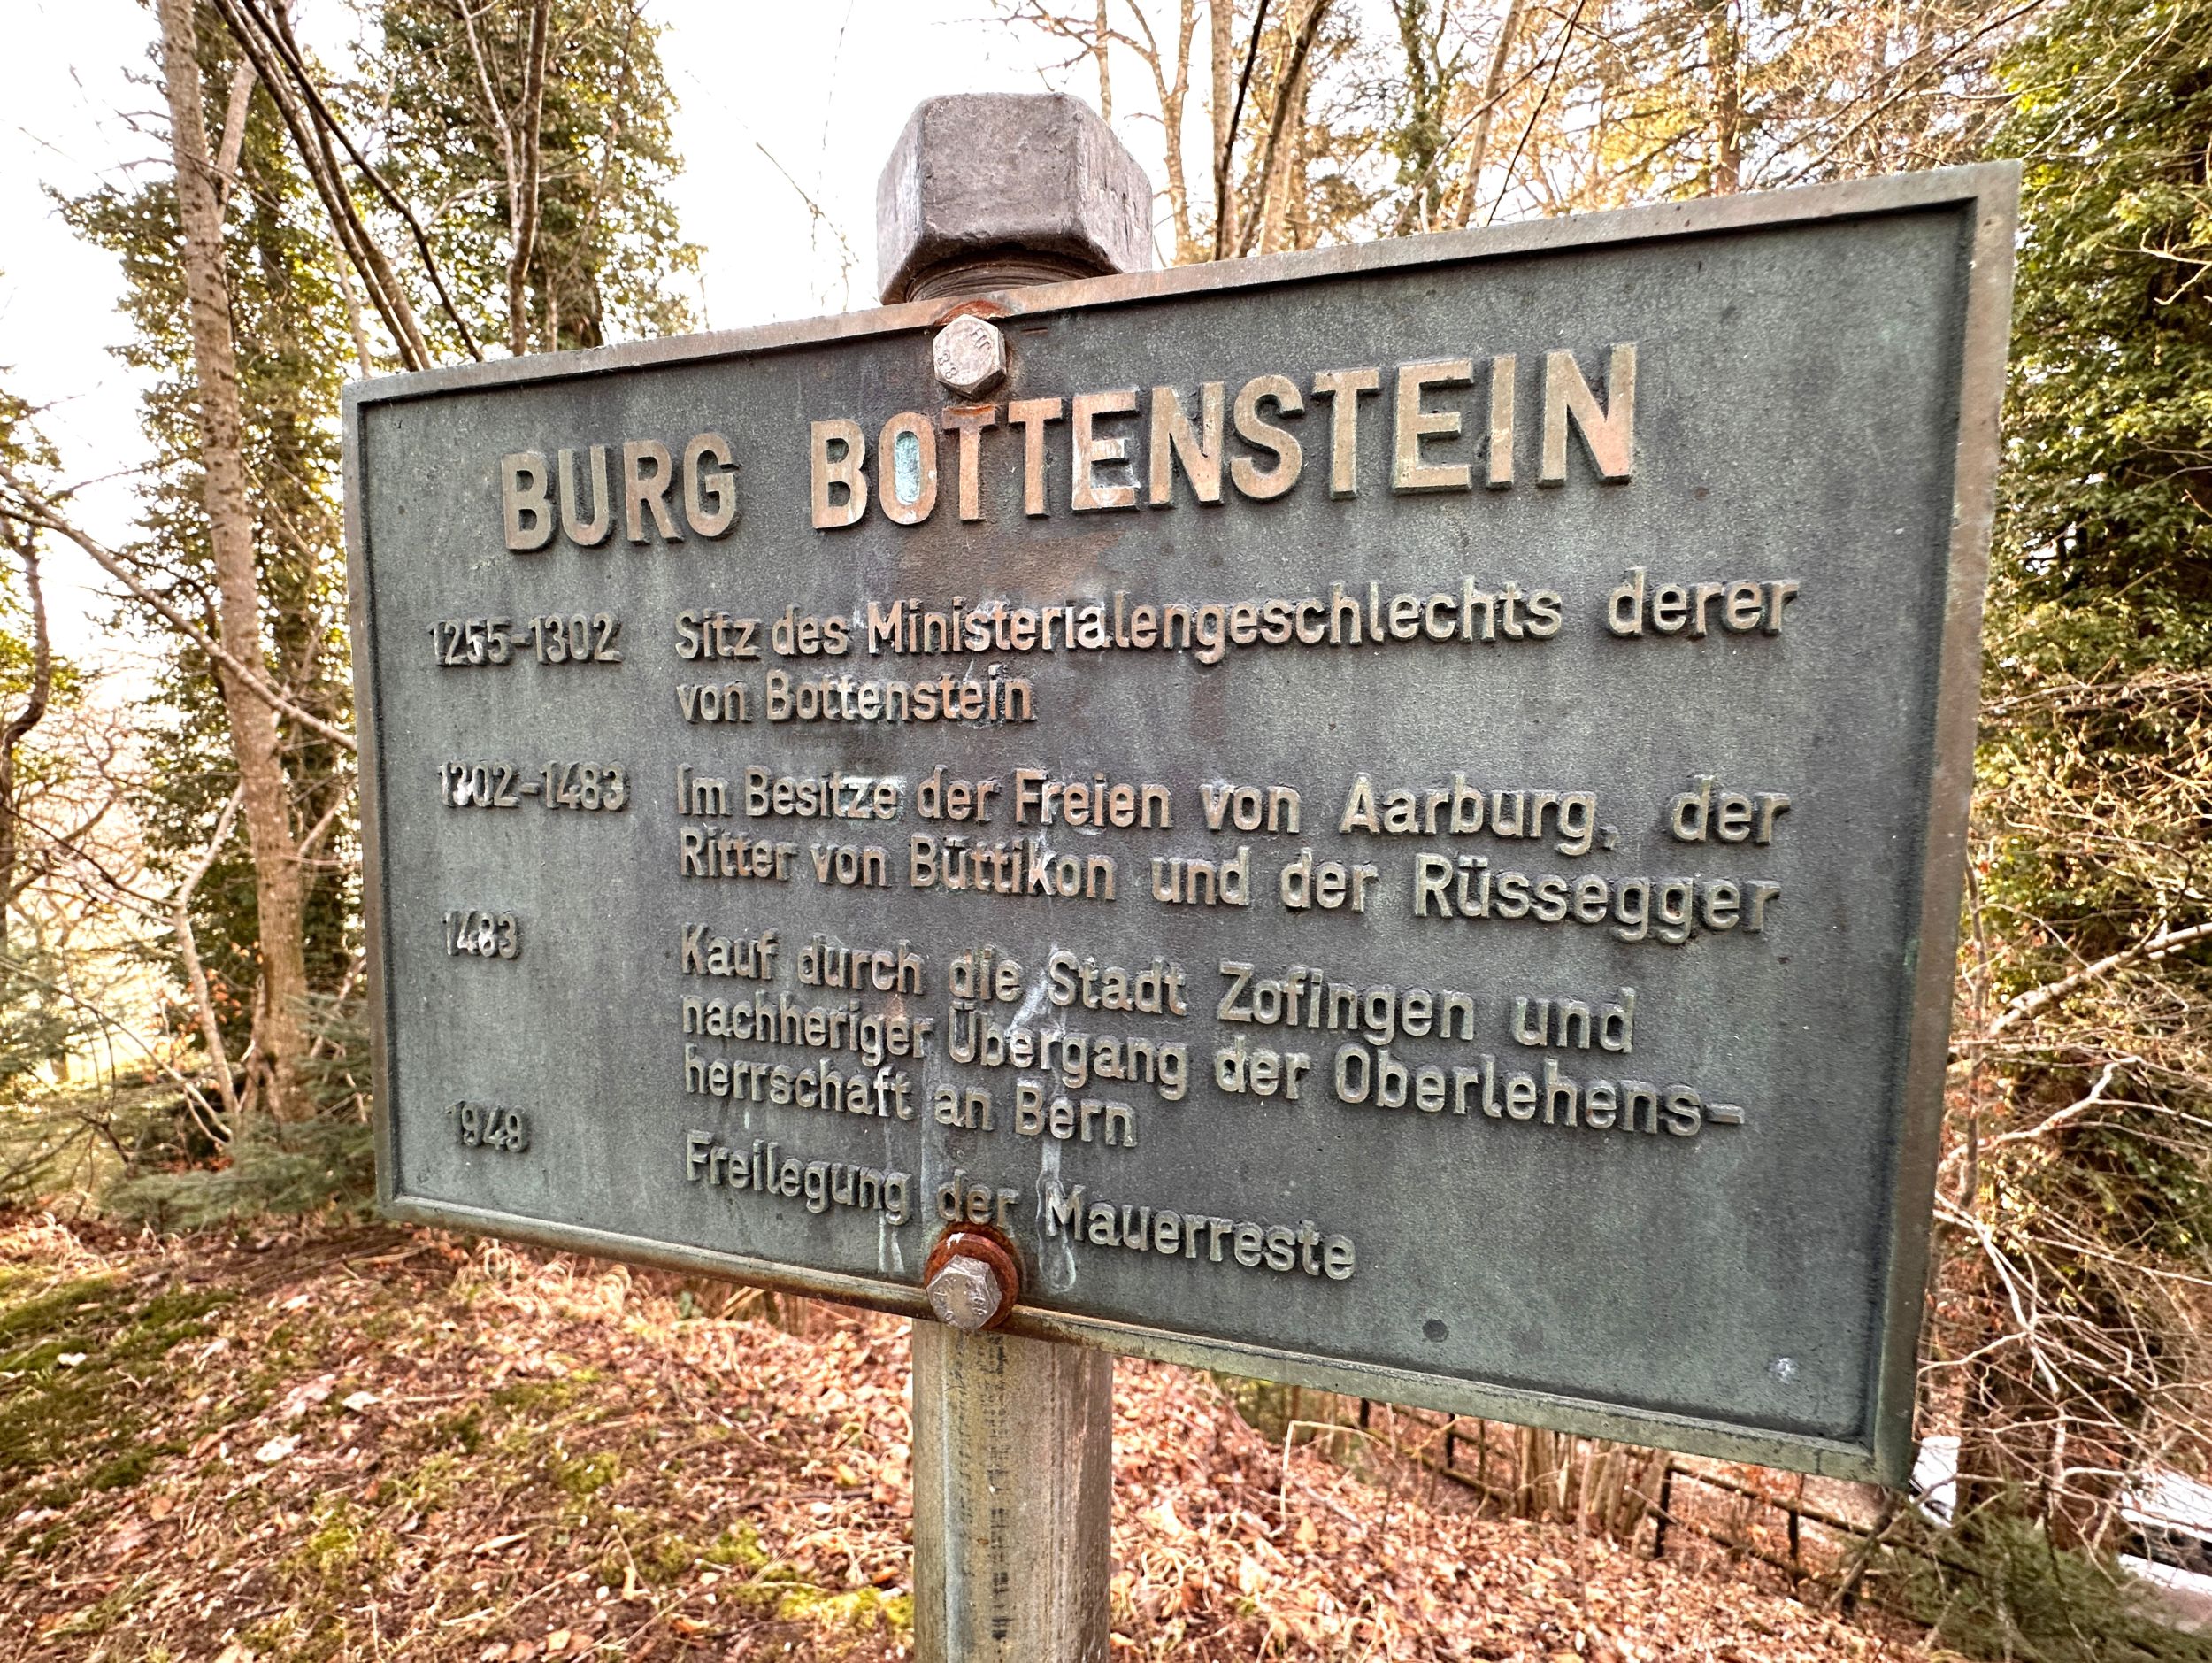 BURG BOTTENSTEIN
1255-1302 Sitz des Ministerialengeschlechts derer
von Bottenstein
1302-1483 Im Besitze der Freien von Aarburg, der
Ritter von Büttikon und der Rüssegger
1483 Kauf durch die Stadt Zofingen und
nachheriger Übergang der Oberlehens-
herrschaft an Bern
1949 Freilegung der Mauerreste